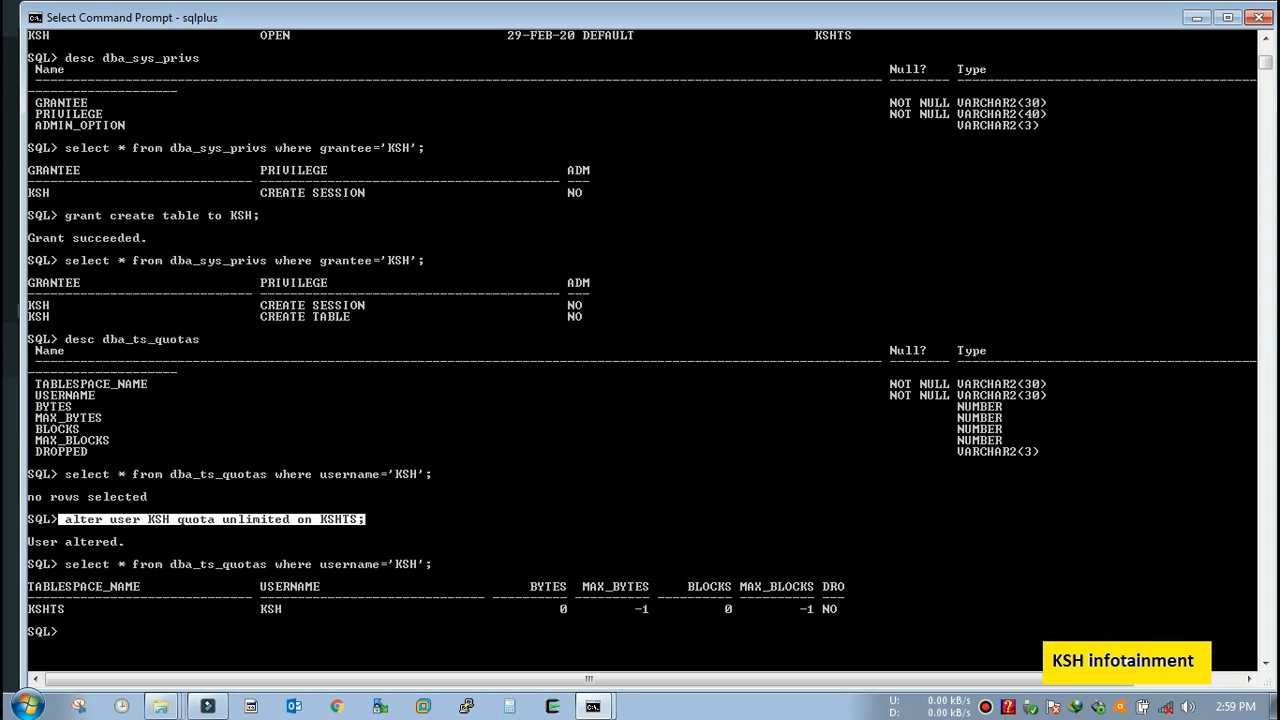 Select Command Prompt - sqlplus
KSH OPEN 29-FEB-20 DEFAULT KSHTS
SQL> desc dba_sys_privs
Name Null? Type
GRANTEE NOT NULL VARCHAR2(30)
PRIVILEGE NOT NULL VARCHAR2(40)
ADMIN_OPTION VARCHAR2(3)
SQL> select * from dba_sys_privs where grantee='KSH';
GRANTEE PRIVILEGE ADM
KSH CREATE SESSION NO
SQL> grant create table to KSH;
Grant succeeded.
SQL> select * from dba_sys_privs where grantee='KSH';
GRANTEE PRIVILEGE ADM
KSH CREATE SESSION NO
KSH CREATE TABLE NO
SQL> desc dba_ts_quotas
Name Null? Type
TABLESPACE_NAME NOT NULL VARCHAR2(30)
USERNAME NOT NULL VARCHAR2(30)
BYTES NUMBER
MAX_BYTES NUMBER
BLOCKS NUMBER
MAX_BLOCKS NUMBER
DROPPED VARCHAR2(3)
SQL> select * from dba_ts_quotas where username='KSH';
no rows selected
SQL> alter user KSH quota unlimited on KSHTS;
User altered.
SQL> select * from dba_ts_quotas where username='KSH';
TABLESPACE_NAME USERNAME BYTES MAX_BYTES BLOCKS MAX_BLOCKS DRO
KSHTS KSH 0 -1 0 -1 NO
SQL>
KSH infotainment
U: 0.00 kB/s
D: 0.00 kB/s
2:59 PM